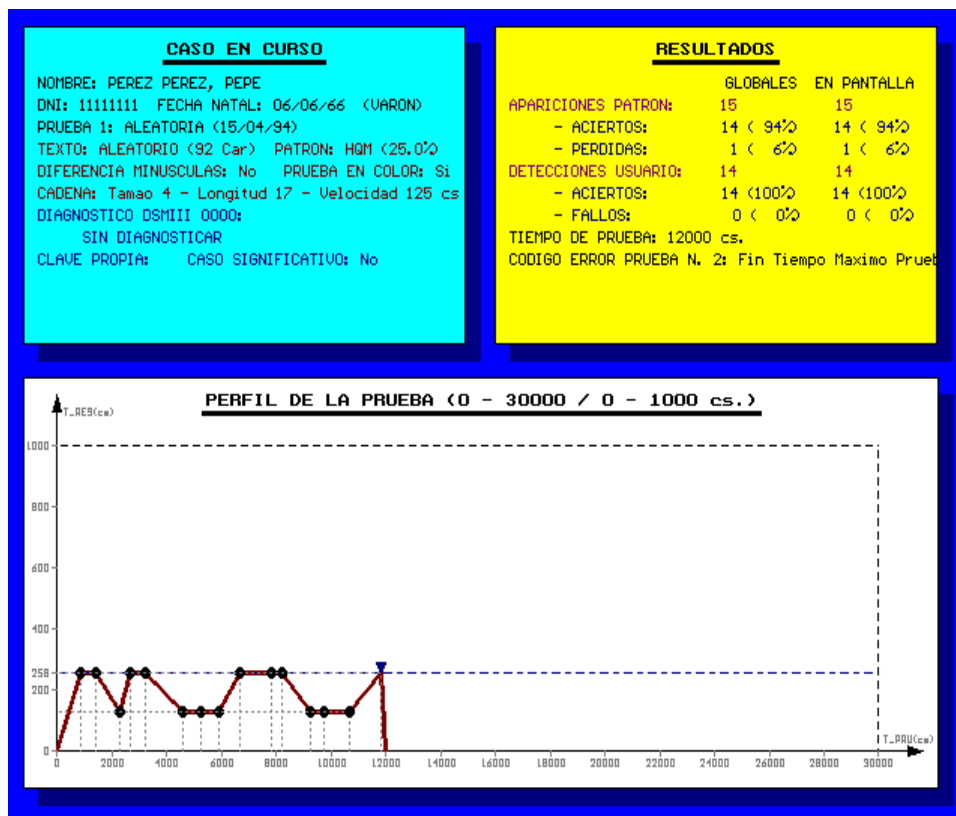 CASO EN CURSO
NOMBRE: PEREZ PEREZ, PEPE
DNI: 11111111 FECHA NATAL: 06/06/66 (VARON)
PRUEBA 1: ALEATORIA (15/04/94)
TEXTO: ALEATORIO (92 Car) PATRON: HQM (25.0%)
DIFERENCIA MINUSCULAS: No PRUEBA EN COLOR: Si
CADENA: Tamao 4 - Longitud 17 - Velocidad 125 cs
DIAGNOSTICO DSMIII 0000:
SIN DIAGNOSTICAR
CLAVE PROPIA: CASO SIGNIFICATIVO: No
RESULTADOS
GLOBALES EN PANTALLA
APARICIONES PATRON: 15 15
- ACIERTOS: 14 ( 94%) 14 ( 94%)
- PERDIDAS: 1 ( 6%) 1 ( 6%)
DETECCIONES USUARIO: 14 14
- ACIERTOS: 14 (100%) 14 (100%)
- FALLOS: 0 ( 0%) 0 ( 0%)
TIEMPO DE PRUEBA: 12000 cs.
CODIGO ERROR PRUEBA N. 2: Fin Tiempo Maximo Prueb
PERFIL DE LA PRUEBA (0 - 30000 / 0 - 1000 cs.)
T_RES(cs)
1000
800
600
400
258
200
0
T_PRU(cs)
0 2000 4000 6000 8000 10000 12000 14000 16000 18000 20000 22000 24000 26000 28000 30000